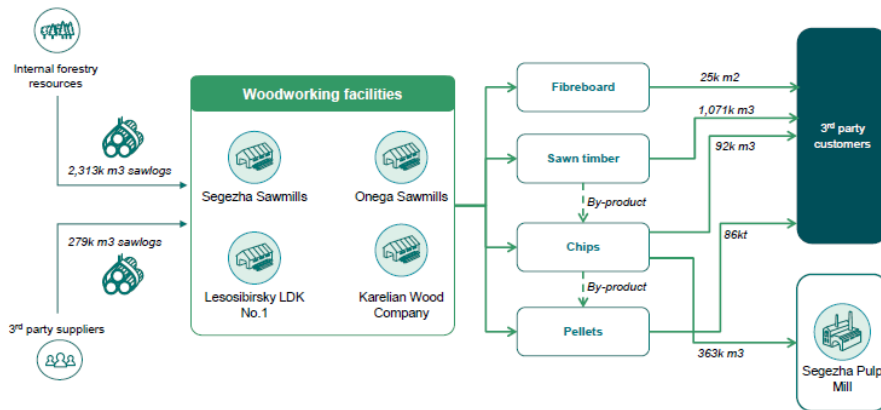 Internal forestry
resources
2,313k m3 sawlogs
279k m3 sawlogs
3rd party suppliers
Woodworking facilities
Segezha Sawmills
Onega Sawmills
Lesosibirsky LDK
No.1
Karelian Wood
Company
Fibreboard
Sawn timber
By-product
Chips
By-product
Pellets
25k m2
1,071k m3
92k m3
86kt
363k m3
3rd party
customers
Segezha Pulp
Mill